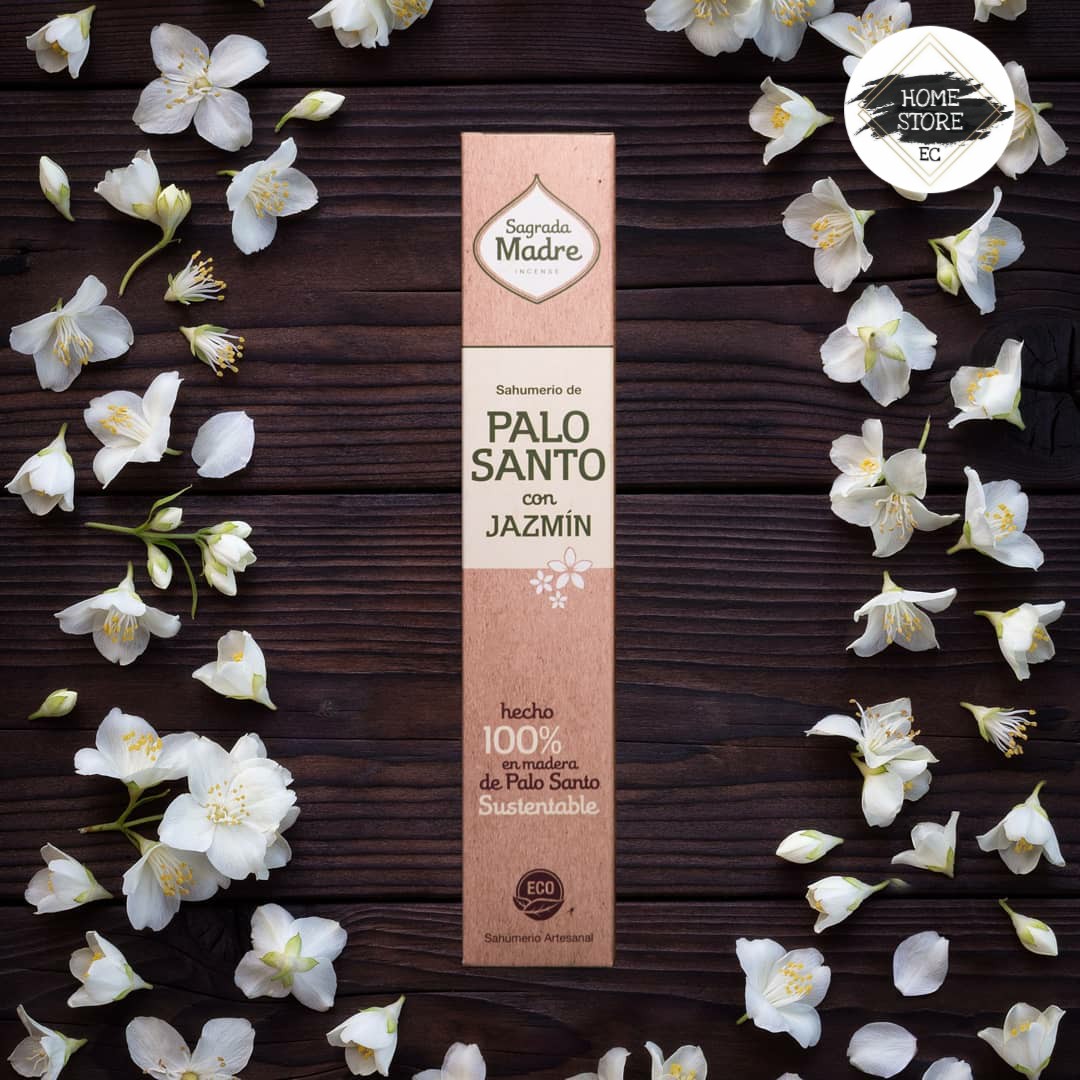 HOME
STORE
EC
Sagrada
Madre
INCENSE
Sahumerio de
PALO
SANTO
con
JAZMÍN
hecho
100%
en madera
de Palo Santo
Sustentable
ECO
Sahumerio Artesanal